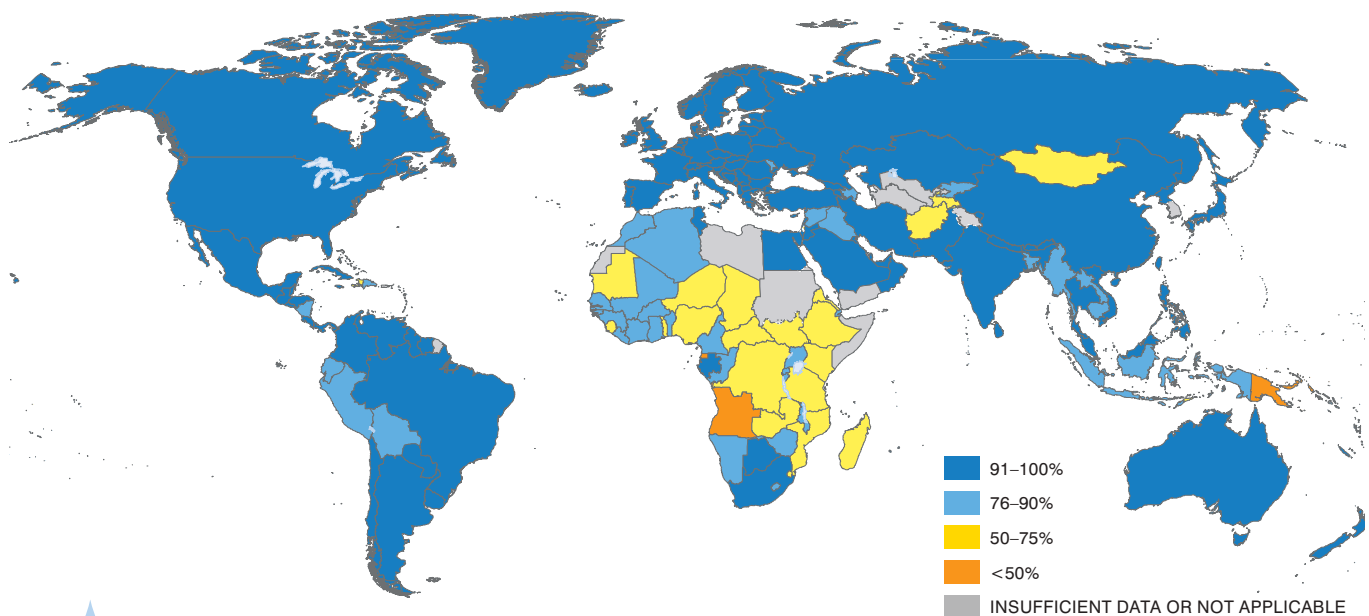 91–100%
76–90%
50–75%
<50%
INSUFFICIENT DATA OR NOT APPLICABLE